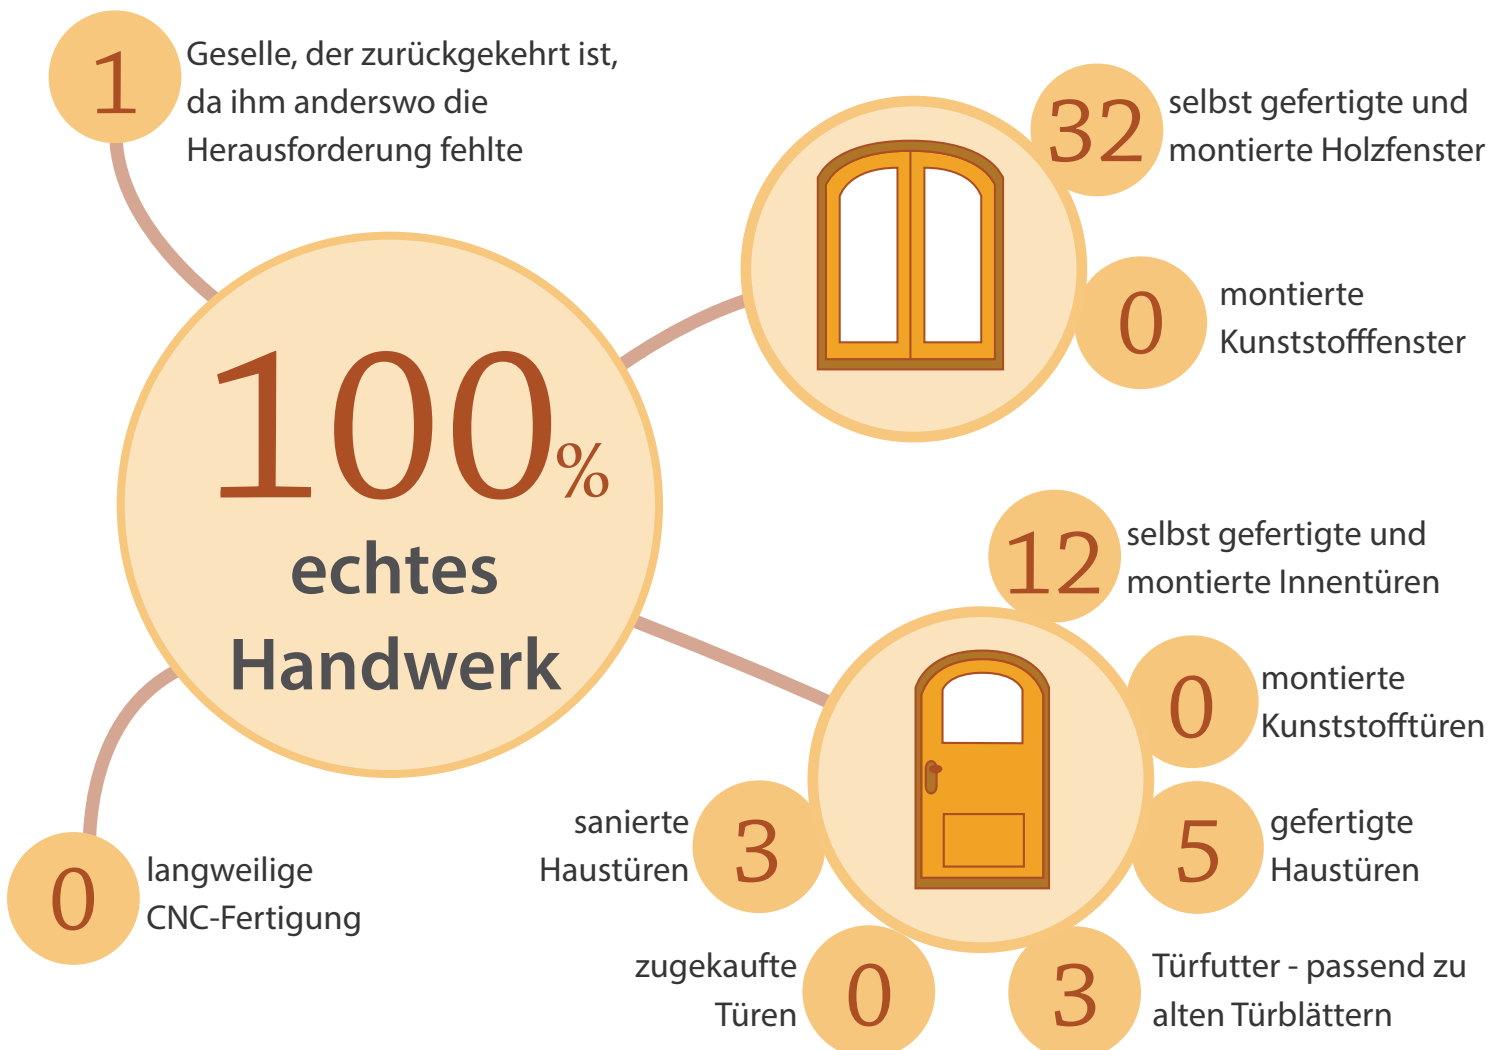 1
Geselle, der zurückgekehrt ist,
da ihm anderswo die
Herausforderung fehlte
32
selbst gefertigte und
montierte Holzfenster
0
montierte
Kunststofffenster
100%
echtes
Handwerk
12
selbst gefertigte und
montierte Innentüren
0
montierte
Kunststofftüren
3
sanierte
Haustüren
5
gefertigte
Haustüren
0
langweilige
CNC-Fertigung
zugekaufte
Türen
0
3
Türfutter - passend zu
alten Türblättern